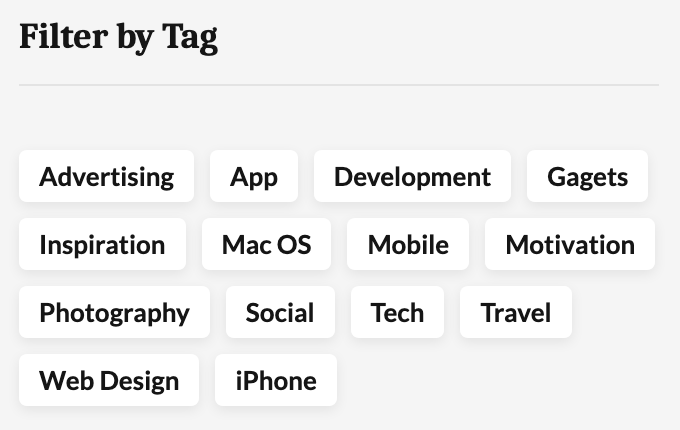 Filter by Tag
Advertising App Development Gagets
Inspiration Mac OS Mobile Motivation
Photography Social Tech Travel
Web Design iPhone